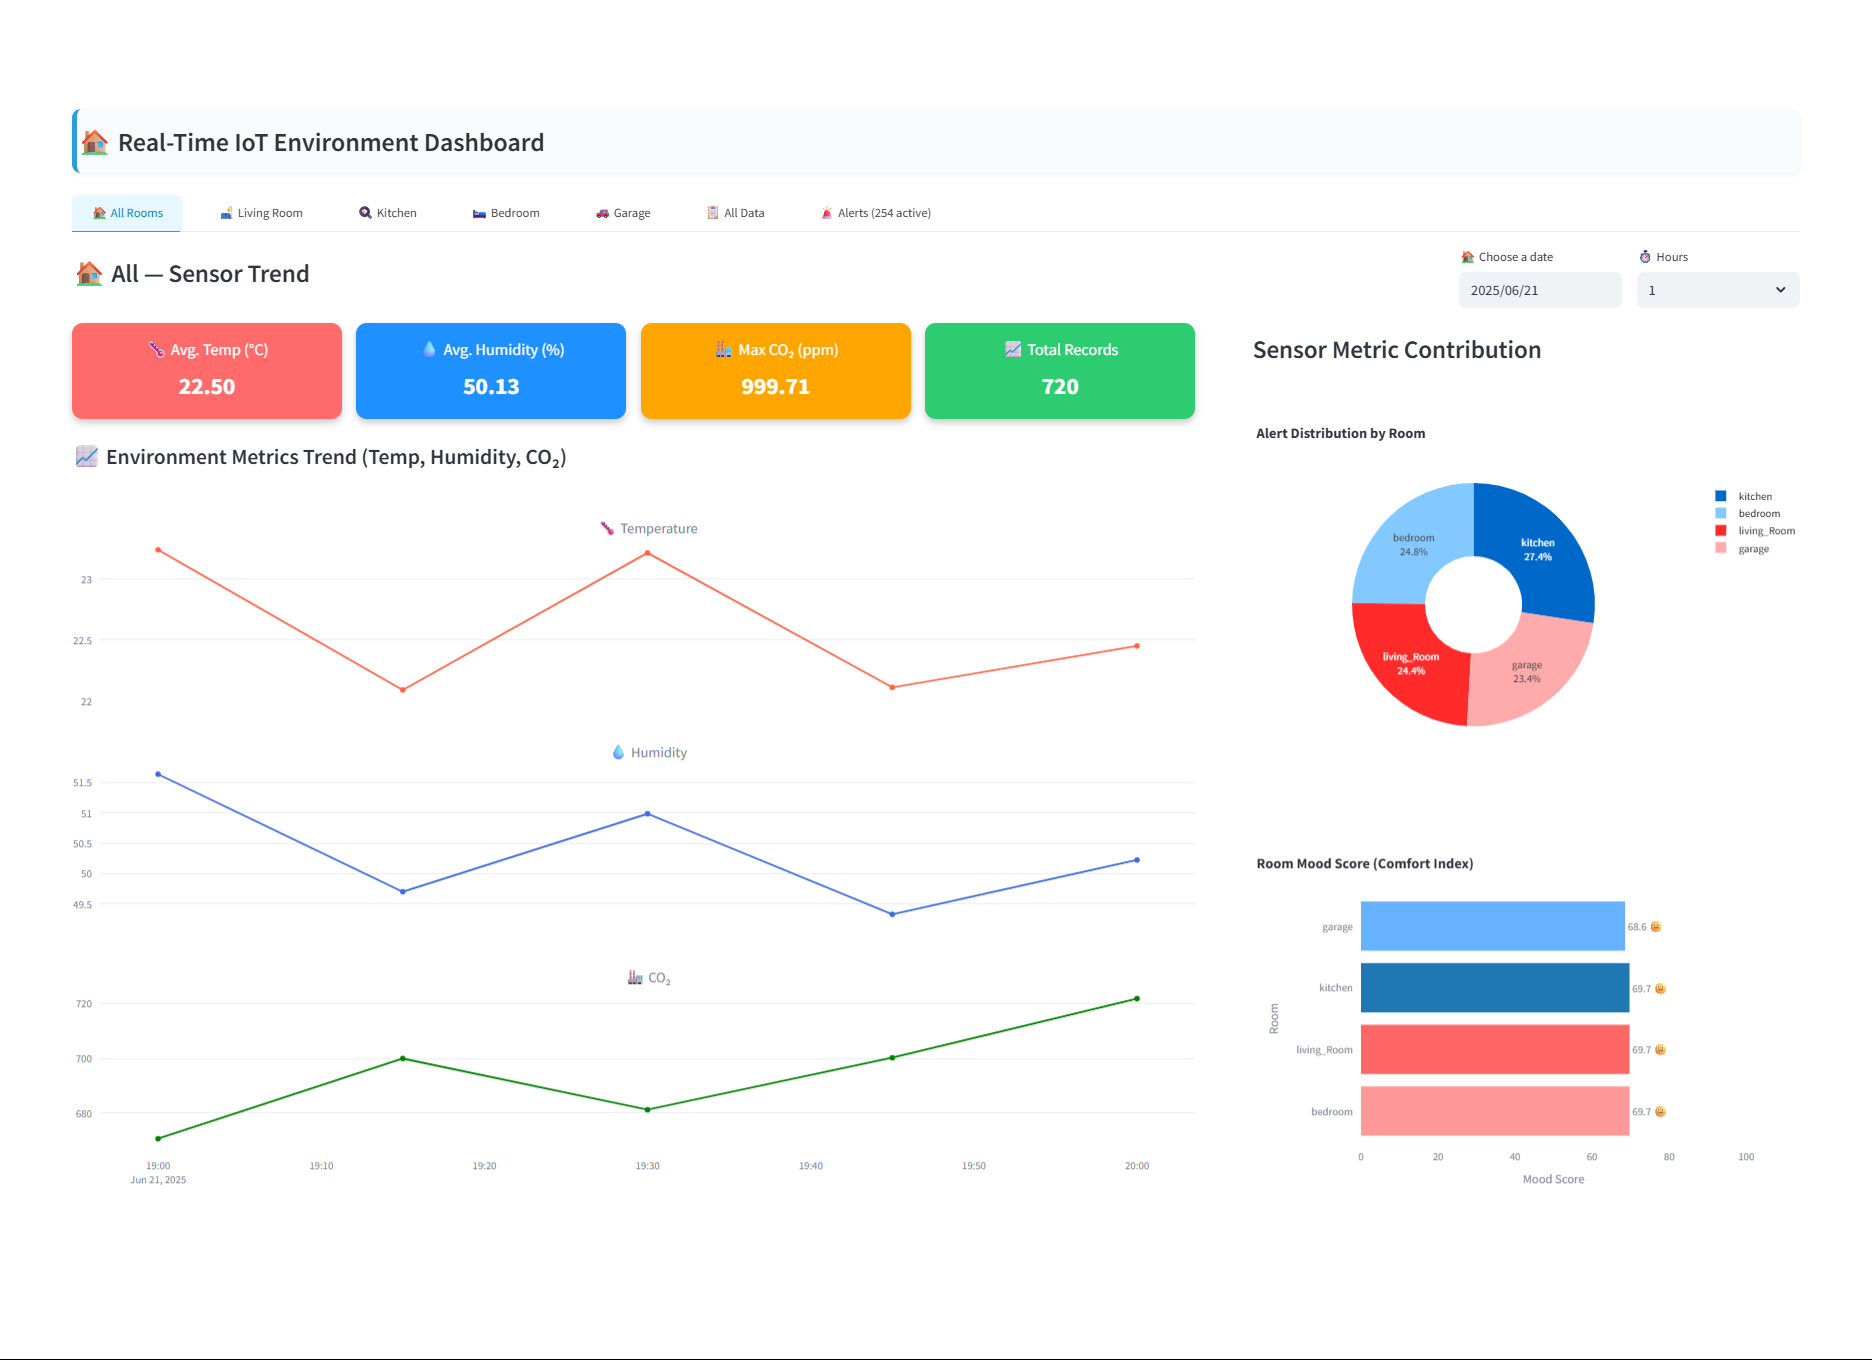 Real-Time IoT Environment Dashboard
All Rooms
Living Room
Kitchen
Bedroom
Garage
All Data
Alerts (254 active)
All — Sensor Trend
Choose a date
Hours
2025/06/21
1
Avg. Temp (°C)
22.50
Avg. Humidity (%)
50.13
Max CO₂ (ppm)
999.71
Total Records
720
Environment Metrics Trend (Temp, Humidity, CO₂)
Temperature
23
22.5
22
Humidity
51.5
51
50.5
50
49.5
CO₂
720
700
680
19:00
19:10
19:20
19:30
19:40
19:50
20:00
Jun 21, 2025
Sensor Metric Contribution
Alert Distribution by Room
kitchen
27.4%
garage
23.4%
living_Room
24.4%
bedroom
24.8%
kitchen
bedroom
living_Room
garage
Room Mood Score (Comfort Index)
Room
garage
68.6
kitchen
69.7
living_Room
69.7
bedroom
69.7
0
20
40
60
80
100
Mood Score